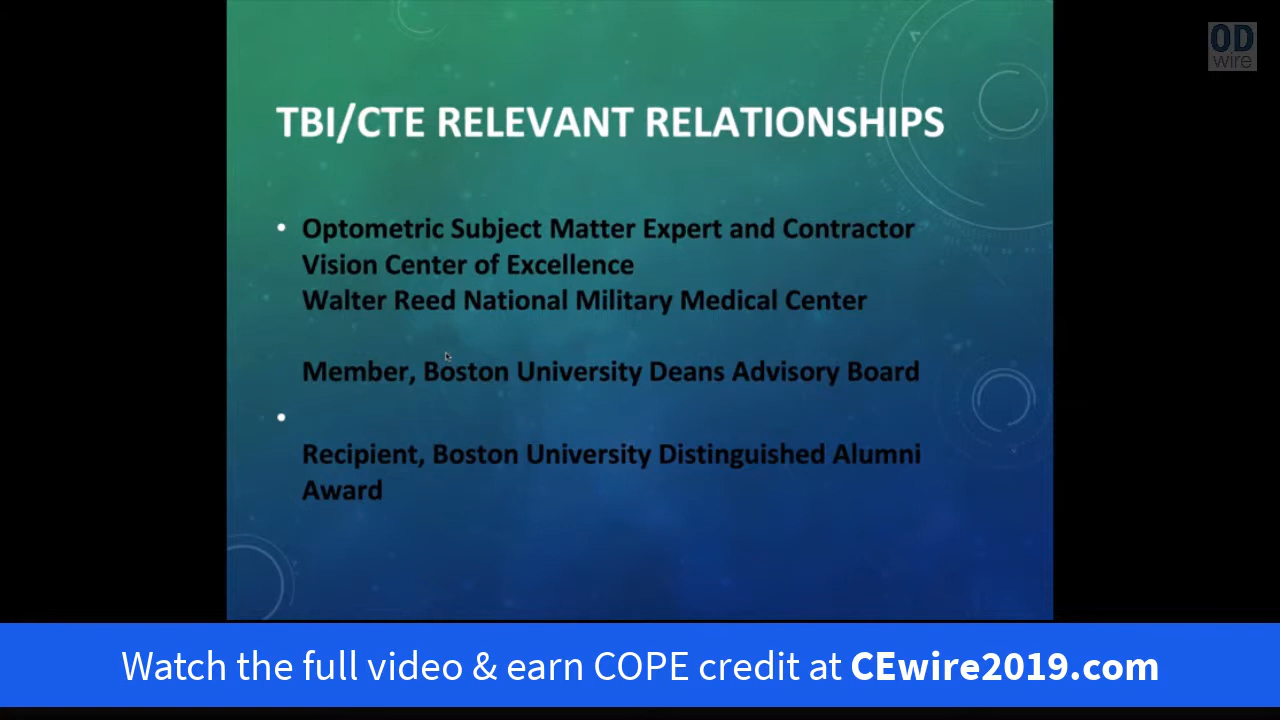 OD
wire
TBI/CTE RELEVANT RELATIONSHIPS
• Optometric Subject Matter Expert and Contractor
Vision Center of Excellence
Walter Reed National Military Medical Center
Member, Boston University Deans Advisory Board
•
Recipient, Boston University Distinguished Alumni
Award
Watch the full video & earn COPE credit at CEwire2019.com